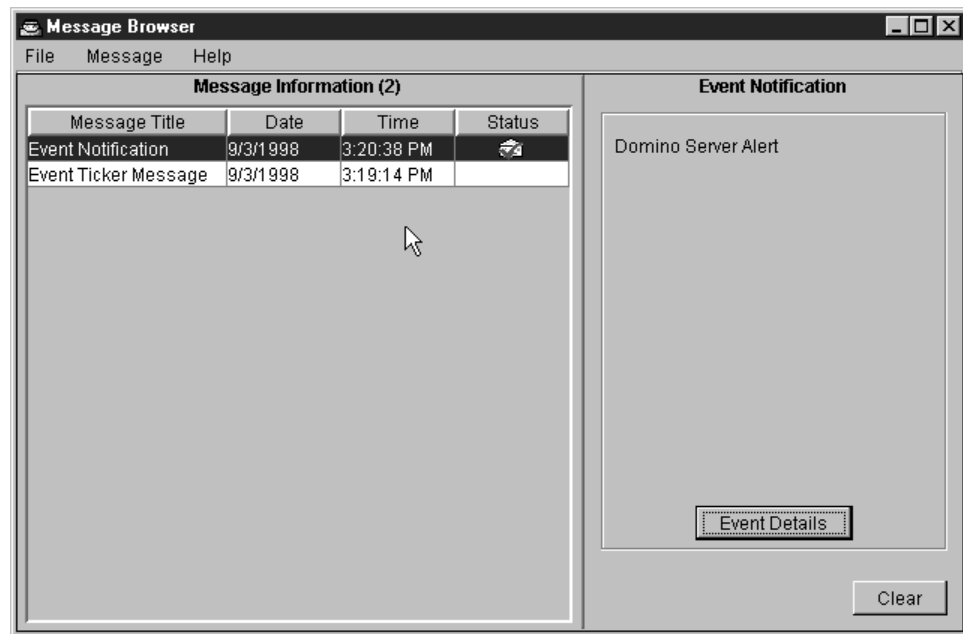 Message Browser
File Message Help
Message Information (2)
Message Title Date Time Status
Event Notification 9/3/1998 3:20:38 PM
Event Ticker Message 9/3/1998 3:19:14 PM
Event Notification
Domino Server Alert
Event Details
Clear